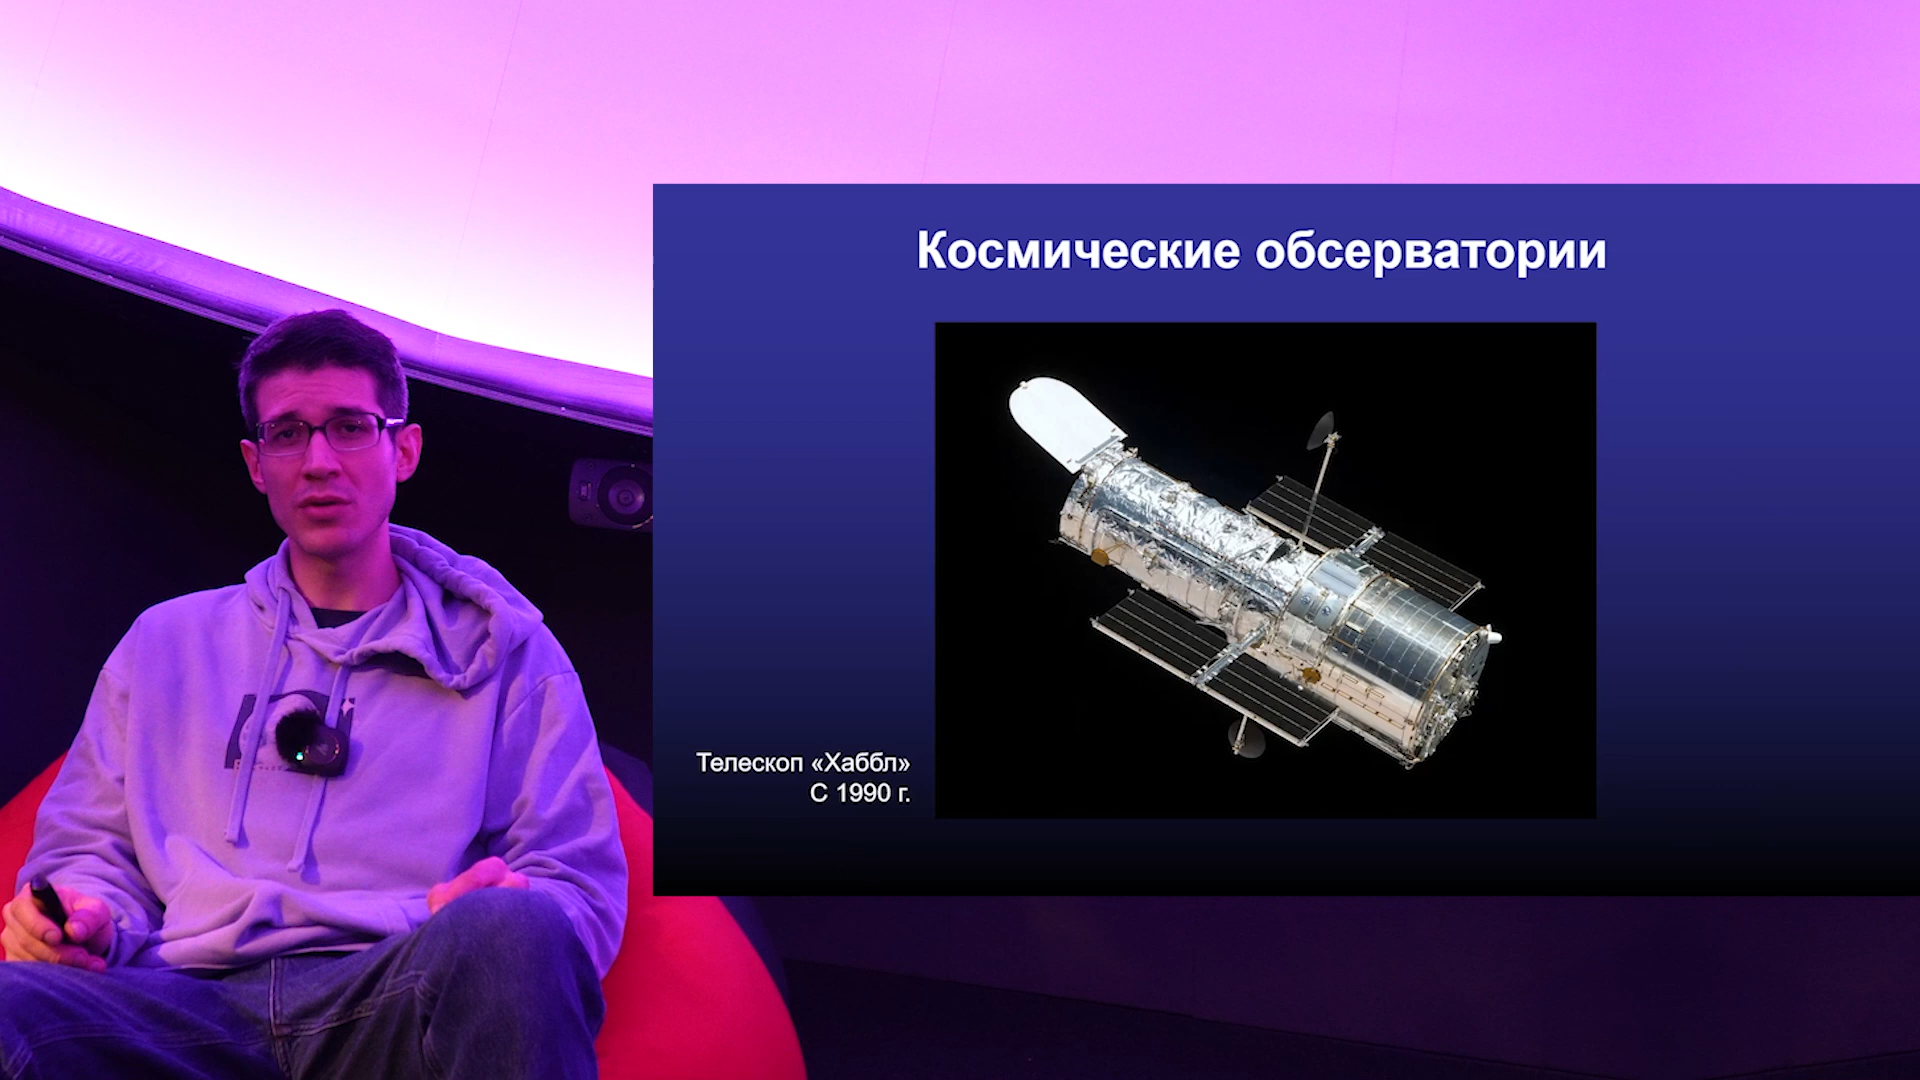 Космические обсерватории
Телескоп «Хаббл»
С 1990 г.